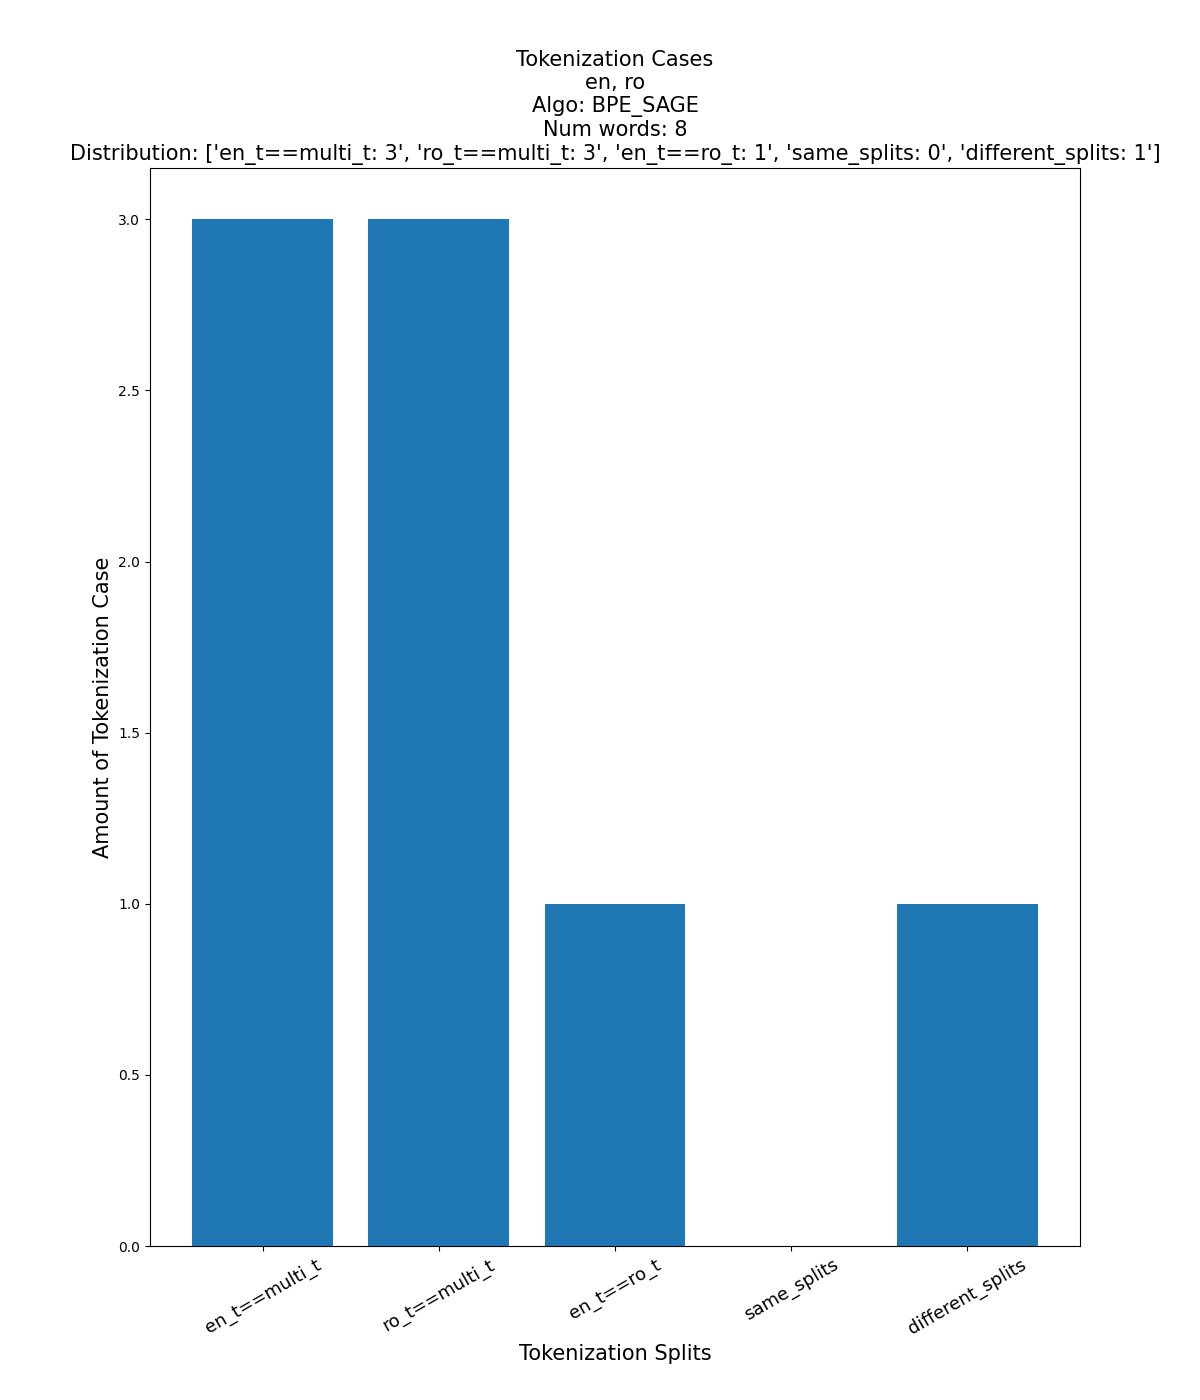 Tokenization Cases
en, ro
Algo: BPE_SAGE
Num words: 8
Distribution: ['en_t==multi_t: 3', 'ro_t==multi_t: 3', 'en_t==ro_t: 1', 'same_splits: 0', 'different_splits: 1']
Amount of Tokenization Case
3.0
2.5
2.0
1.5
1.0
0.5
0.0
en_t==multi_t
ro_t==multi_t
en_t==ro_t
same_splits
different_splits
Tokenization Splits